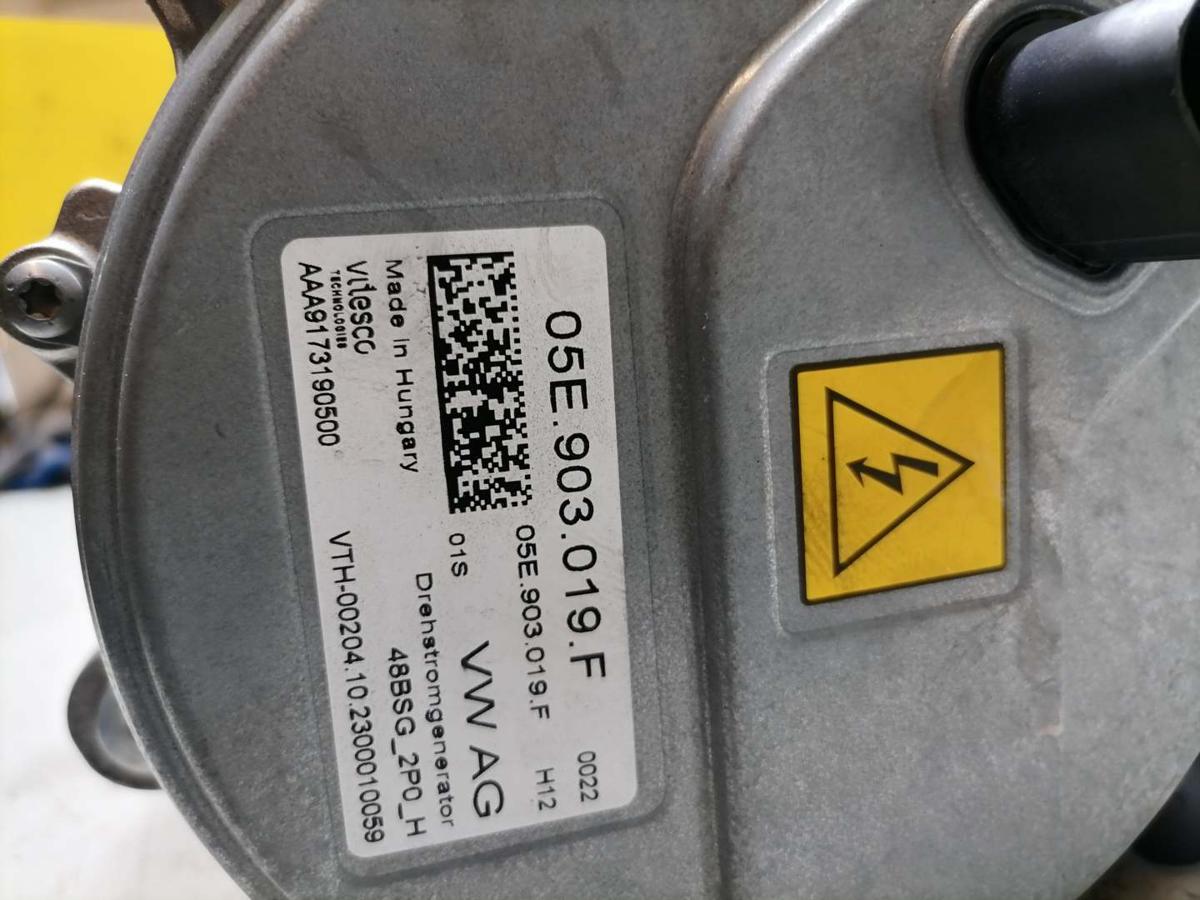 05E.903.019.F 0022
05E.903.019.F H12
01S VW AG
Drehstromgenerator
Made in Hungary 48BSG_2P0_H
vitesco
TECHNOLOGIES
AAA9173190500 VTH-00204.10.2300010059